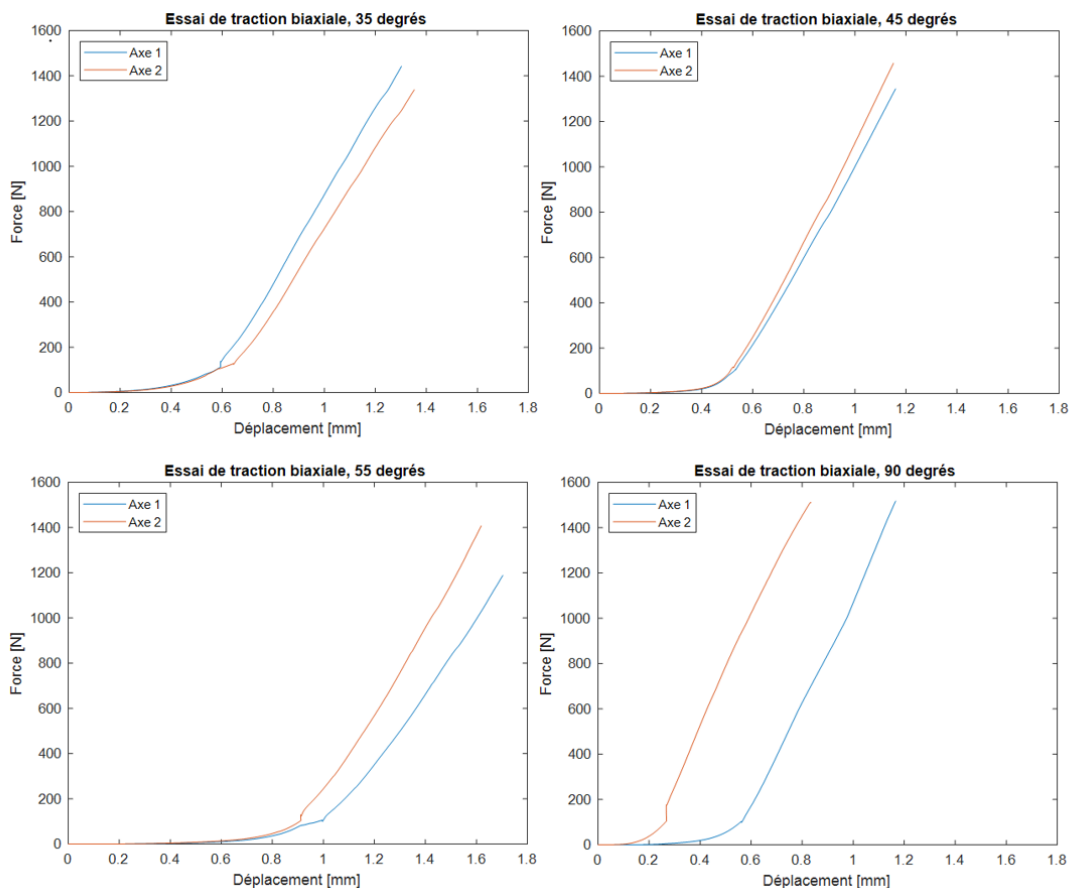 Essai de traction biaxiale, 35 degrés
1600
1400
1200
1000
800
600
400
200
0
Force [N]
Axe 1
Axe 2
0 0.2 0.4 0.6 0.8 1 1.2 1.4 1.6 1.8
Déplacement [mm]
Essai de traction biaxiale, 45 degrés
1600
1400
1200
1000
800
600
400
200
0
Force [N]
Axe 1
Axe 2
0 0.2 0.4 0.6 0.8 1 1.2 1.4 1.6 1.8
Déplacement [mm]
Essai de traction biaxiale, 55 degrés
1600
1400
1200
1000
800
600
400
200
0
Force [N]
Axe 1
Axe 2
0 0.2 0.4 0.6 0.8 1 1.2 1.4 1.6 1.8
Déplacement [mm]
Essai de traction biaxiale, 90 degrés
1600
1400
1200
1000
800
600
400
200
0
Force [N]
Axe 1
Axe 2
0 0.2 0.4 0.6 0.8 1 1.2 1.4 1.6 1.8
Déplacement [mm]